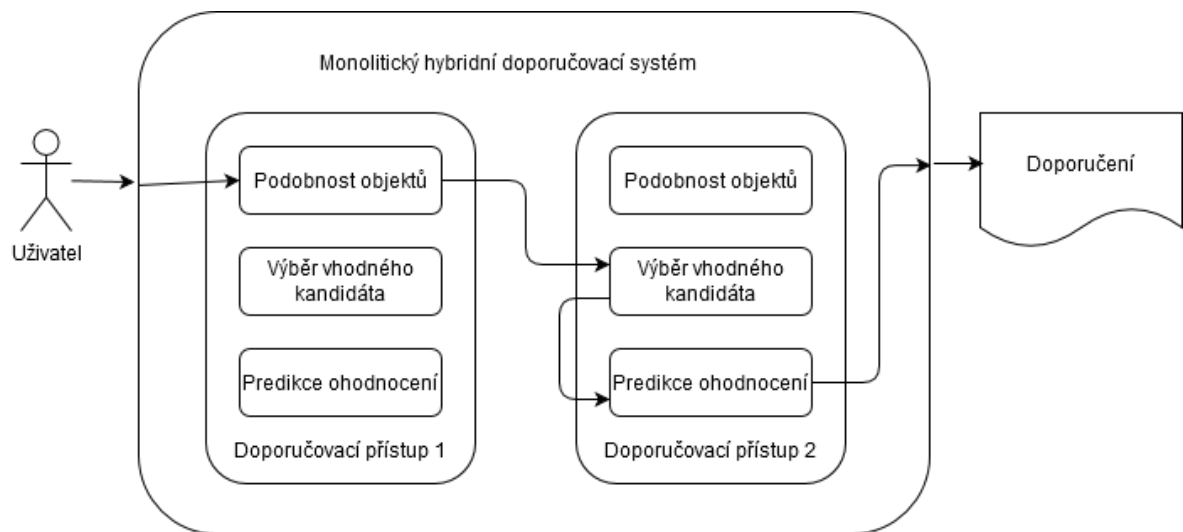 Monolitický hybridní doporučovací systém
Uživatel
Podobnost objektů
Výběr vhodného
kandidáta
Predikce ohodnocení
Doporučovací přístup 1
Podobnost objektů
Výběr vhodného
kandidáta
Predikce ohodnocení
Doporučovací přístup 2
Doporučení